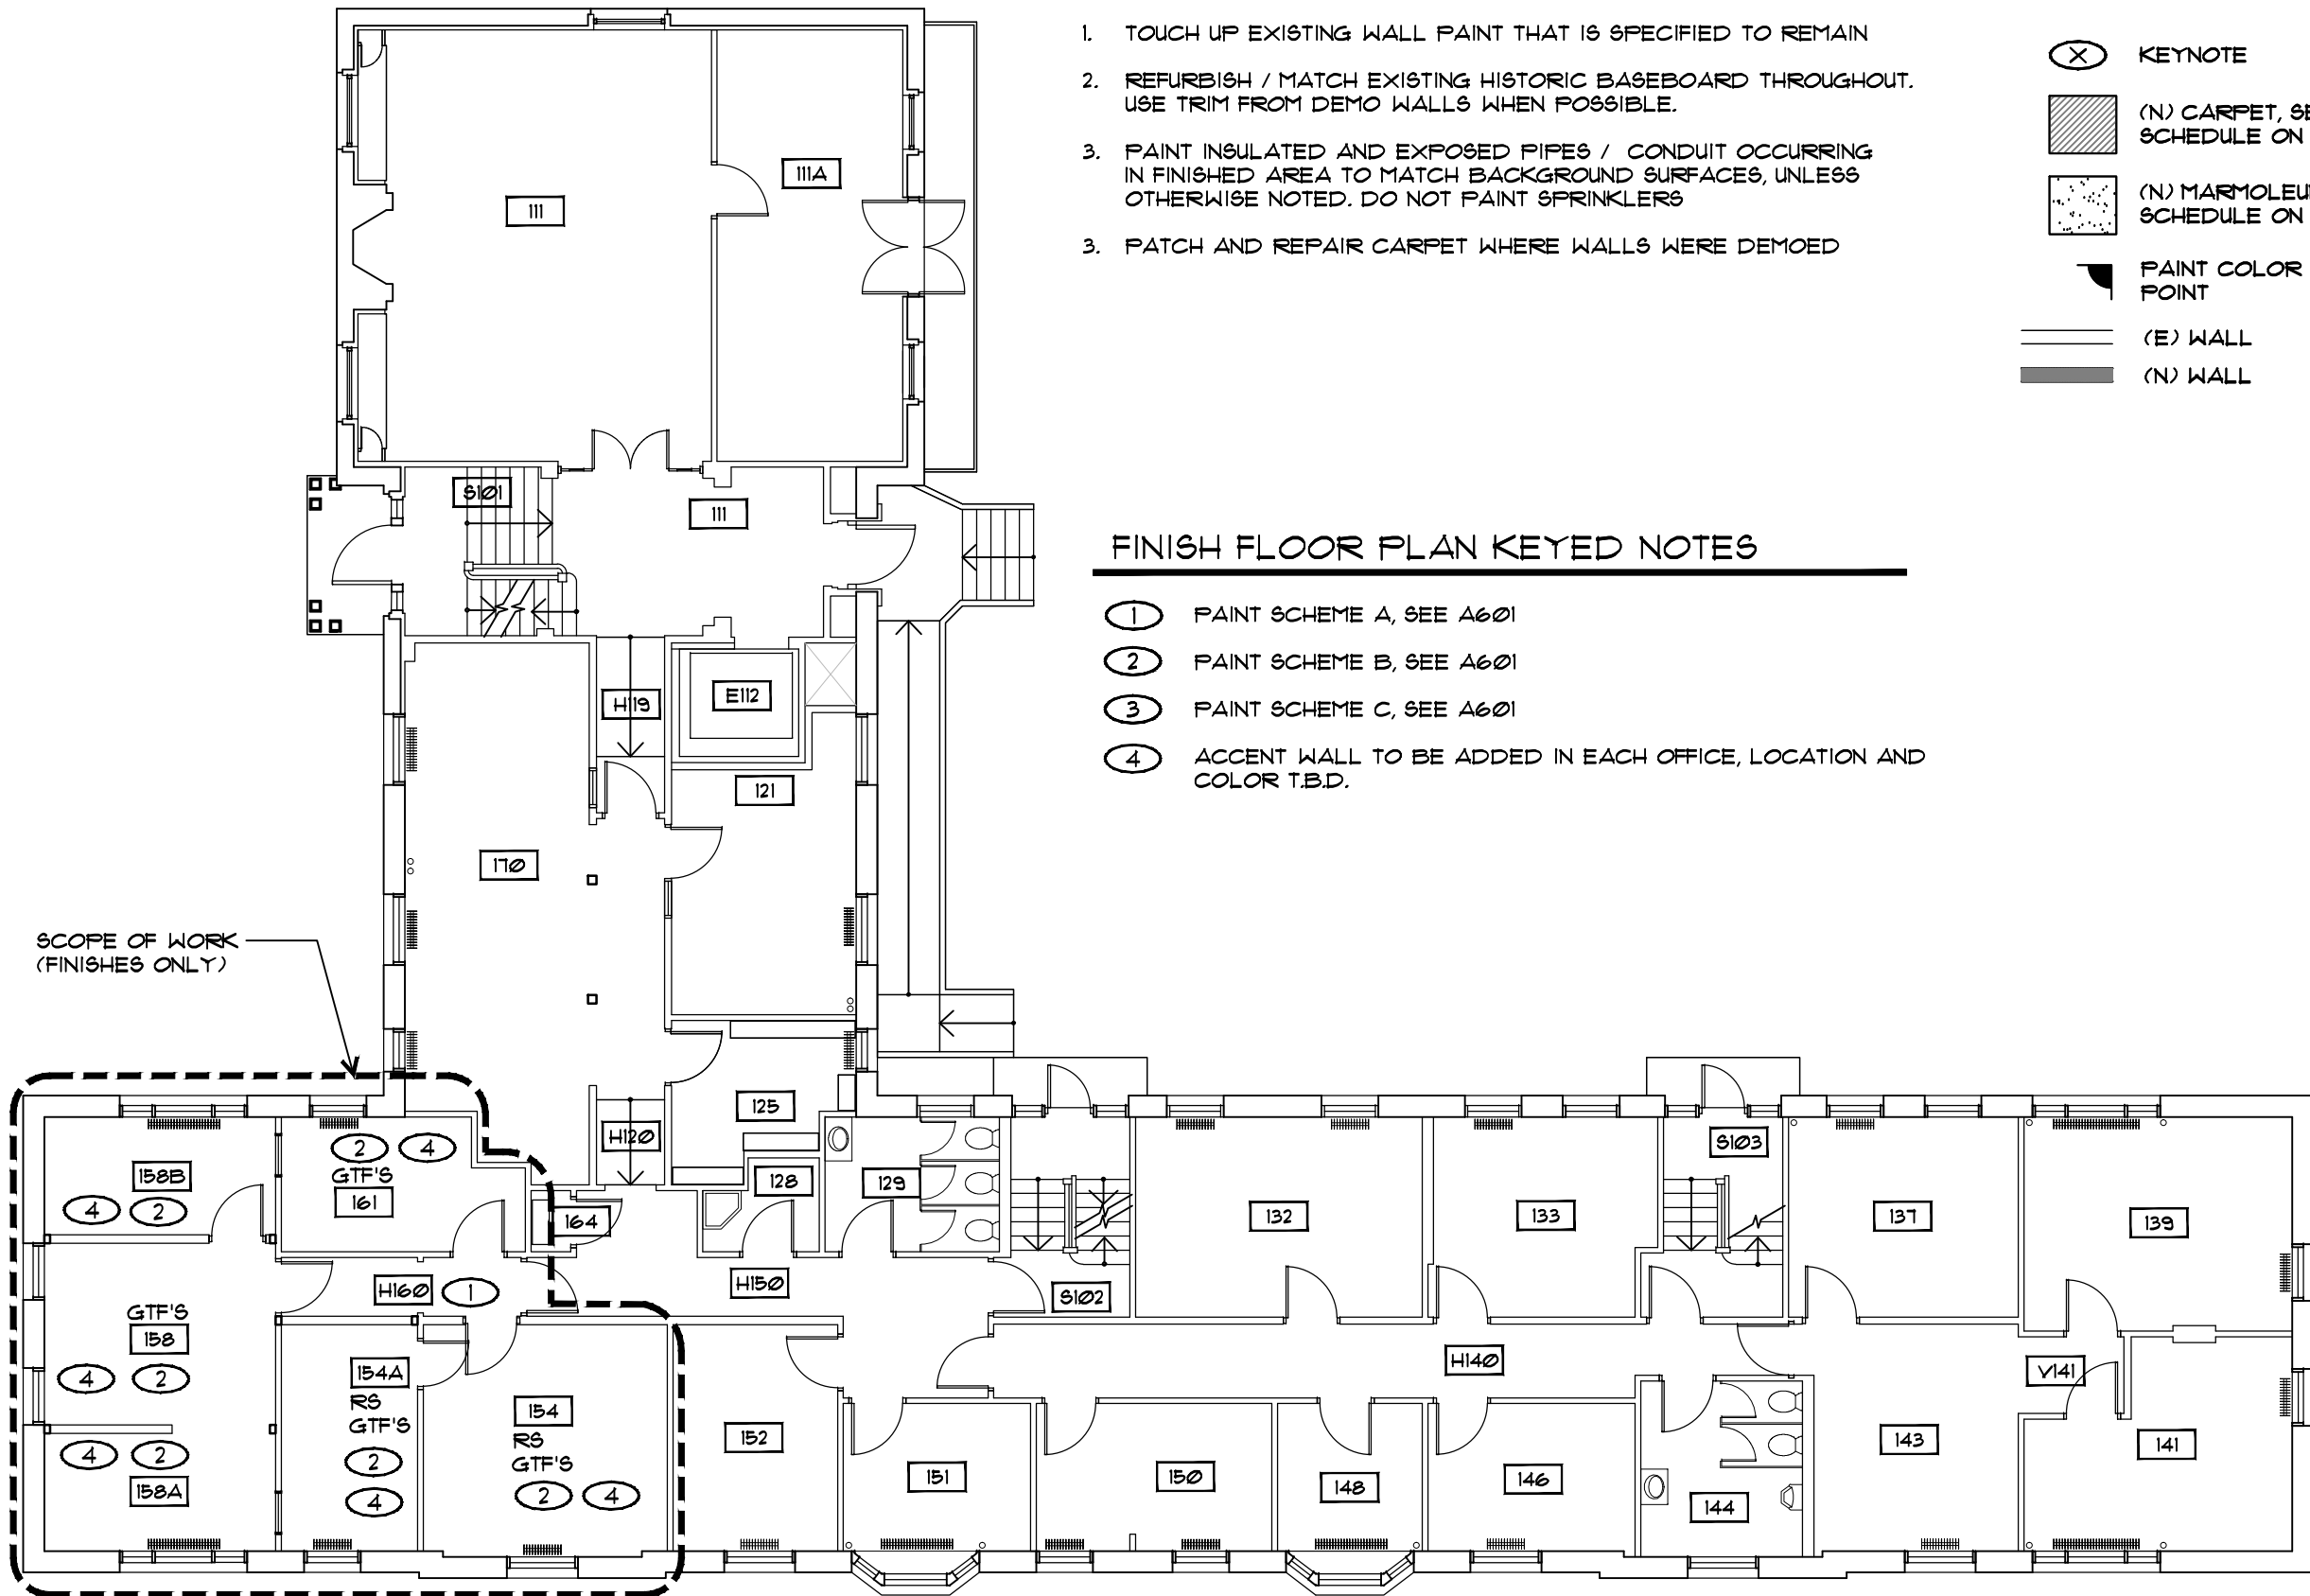 1. TOUCH UP EXISTING WALL PAINT THAT IS SPECIFIED TO REMAIN
2. REFURBISH / MATCH EXISTING HISTORIC BASEBOARD THROUGHOUT.
USE TRIM FROM DEMO WALLS WHEN POSSIBLE.
3. PAINT INSULATED AND EXPOSED PIPES / CONDUIT OCCURRING
IN FINISHED AREA TO MATCH BACKGROUND SURFACES, UNLESS
OTHERWISE NOTED. DO NOT PAINT SPRINKLERS
3. PATCH AND REPAIR CARPET WHERE WALLS WERE DEMOED
X KEYNOTE
(N) CARPET, SE
SCHEDULE ON
(N) MARMOLEU
SCHEDULE ON
PAINT COLOR
POINT
(E) WALL
(N) WALL
FINISH FLOOR PLAN KEYED NOTES
1 PAINT SCHEME A, SEE A601
2 PAINT SCHEME B, SEE A601
3 PAINT SCHEME C, SEE A601
4 ACCENT WALL TO BE ADDED IN EACH OFFICE, LOCATION AND
COLOR T.B.D.
111
111A
S101
111
H119
E112
121
170
SCOPE OF WORK
(FINISHES ONLY)
125
H120
128
129
164
158B
4 2
2 4
GTF'S
161
H160 1
H150
S102
132
133
S103
137
139
GTF'S
158
4 2
4 2
158A
154A
RS
GTF'S
2
4
154
RS
GTF'S
2 4
152
151
150
148
H140
146
144
143
V141
141